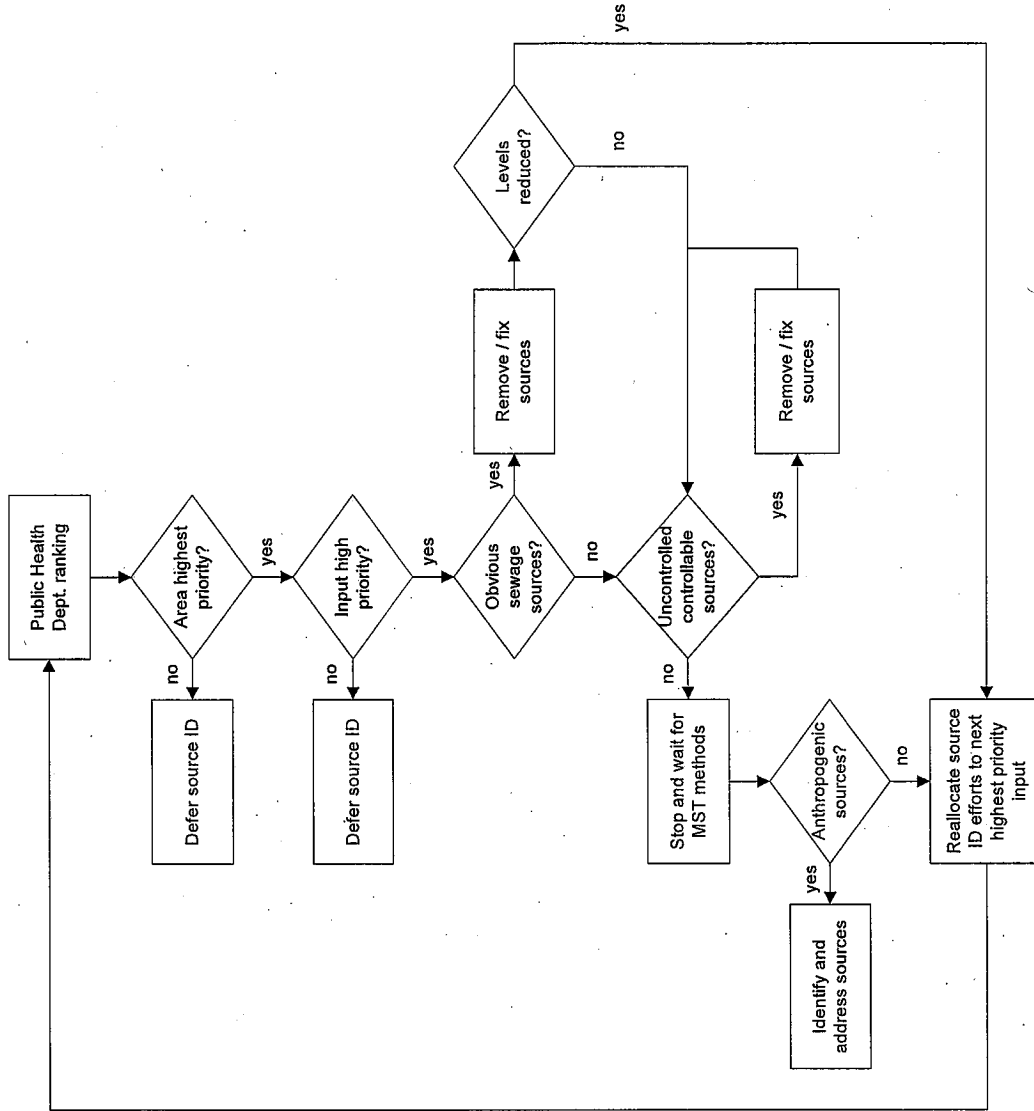 Public Health
Dept. ranking
Area highest
priority?
no
yes
Defer source ID
Input high
priority?
no
yes
Defer source ID
Obvious
sewage
sources?
yes
no
Remove / fix
sources
Levels
reduced?
yes
no
Uncontrolled
controllable
sources?
no
yes
Remove / fix
sources
Stop and wait for
MST methods
Anthropogenic
sources?
yes
no
Identify and
address sources
Reallocate source
ID efforts to next
highest priority
input